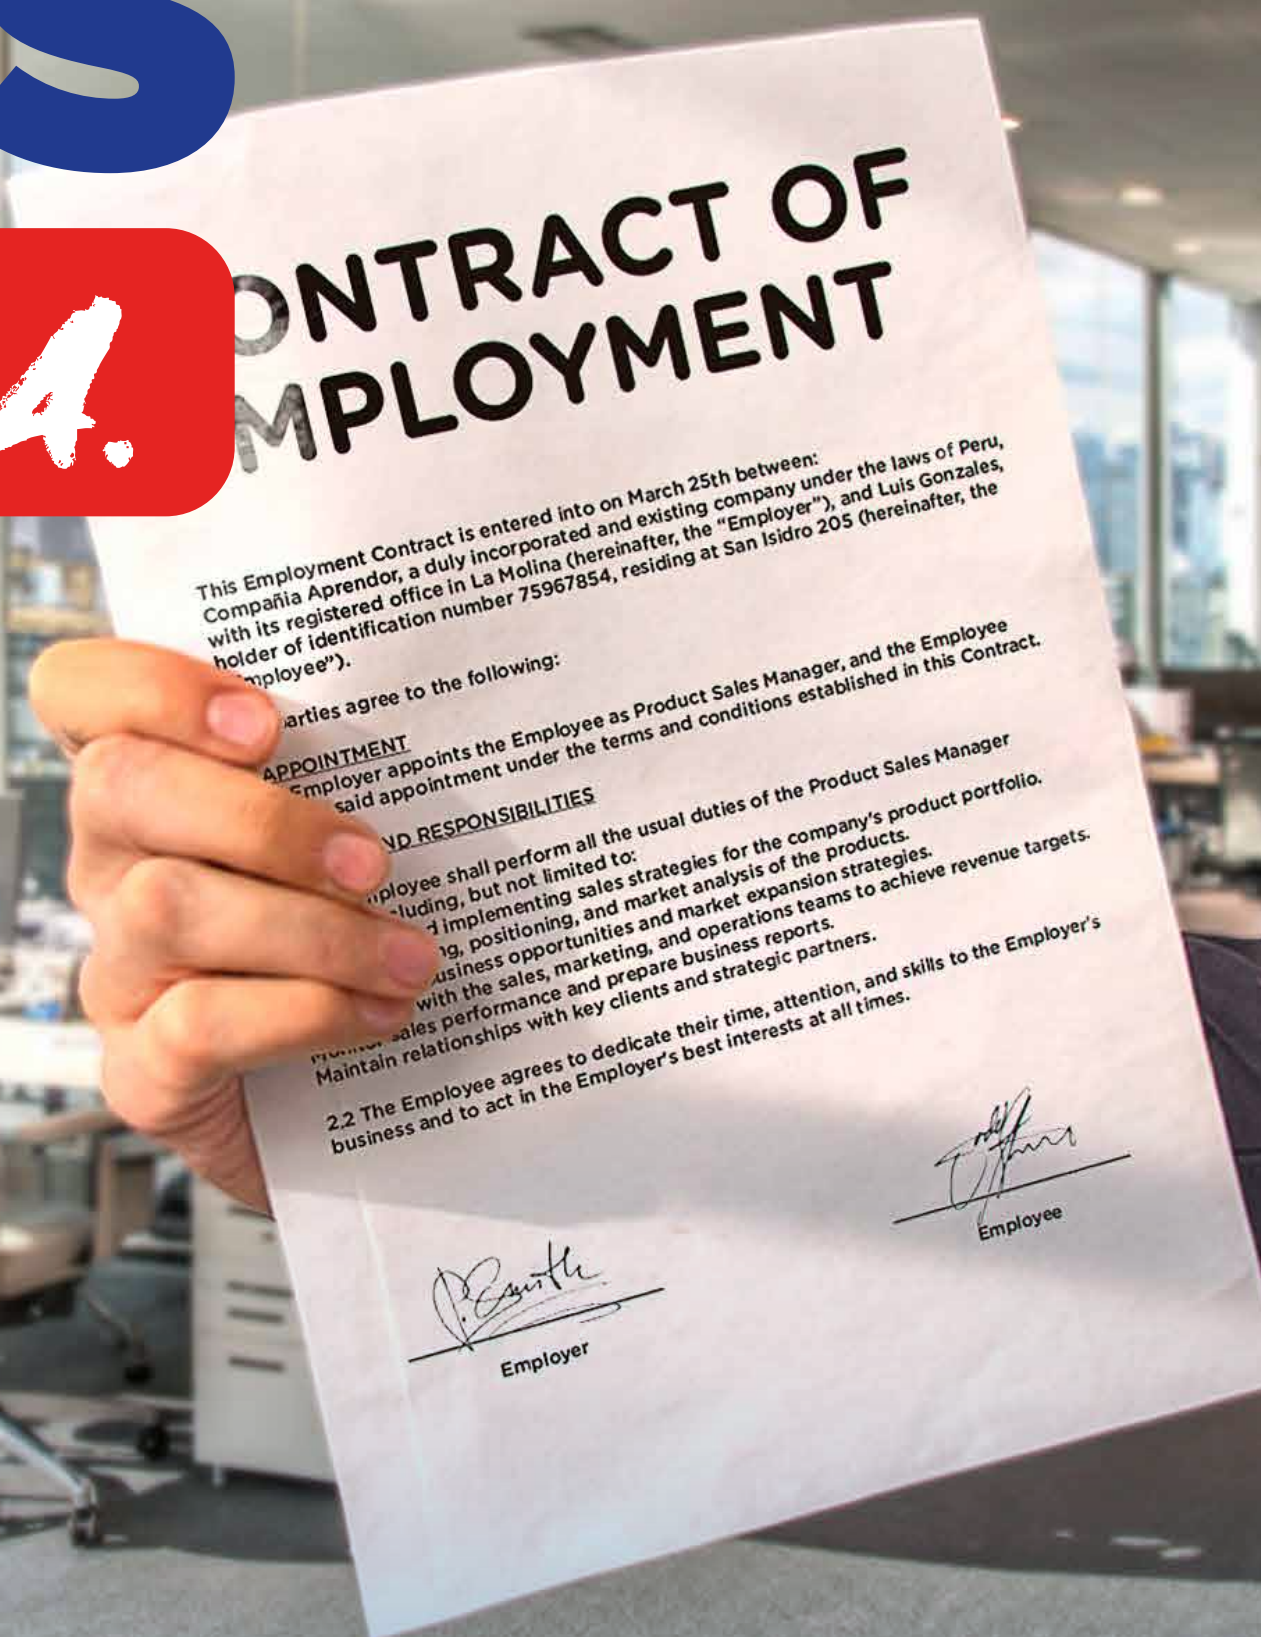 S
4.
ONTRACT OF
MPLOYMENT
This Employment Contract is entered into on March 25th between:
Compañia Aprendor, a duly incorporated and existing company under the laws of Peru,
with its registered office in La Molina (hereinafter, the “Employer”), and Luis Gonzales,
holder of identification number 75967854, residing at San Isidro 205 (hereinafter, the
mployee”).
arties agree to the following:
APPOINTMENT
Employer appoints the Employee as Product Sales Manager, and the Employee
said appointment under the terms and conditions established in this Contract.
ND RESPONSIBILITIES
ployee shall perform all the usual duties of the Product Sales Manager
luding, but not limited to:
d implementing sales strategies for the company's product portfolio.
ng, positioning, and market analysis of the products.
usiness opportunities and market expansion strategies.
with the sales, marketing, and operations teams to achieve revenue targets.
ales performance and prepare business reports.
Maintain relationships with key clients and strategic partners.
2.2 The Employee agrees to dedicate their time, attention, and skills to the Employer's
business and to act in the Employer's best interests at all times.
Employee
Employer